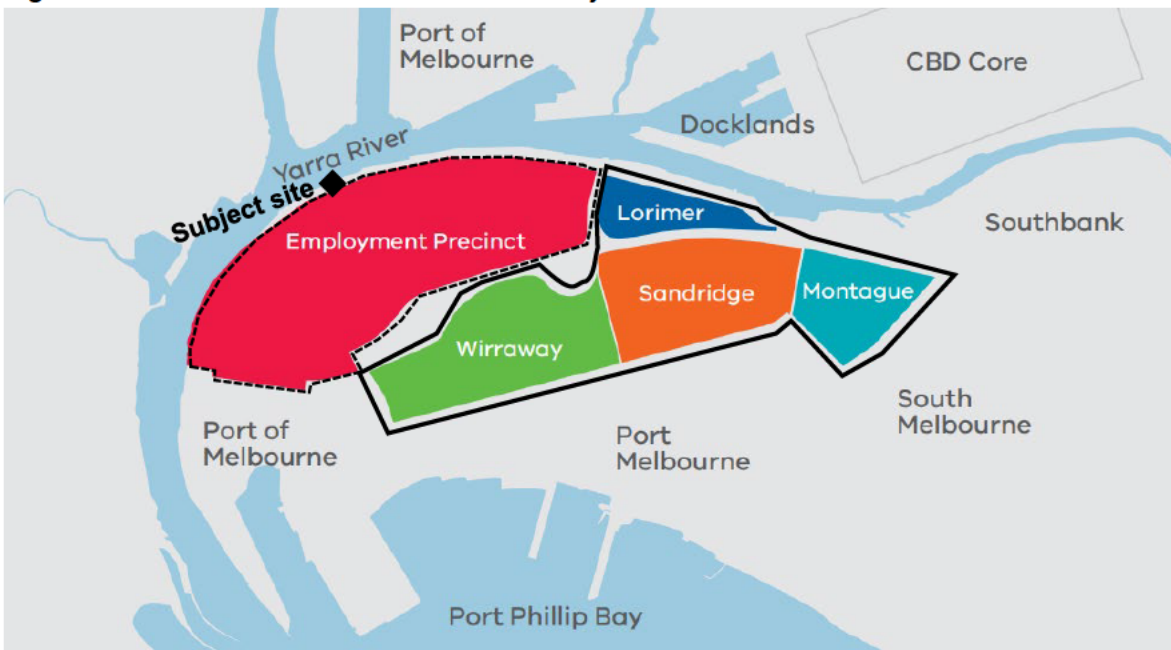 Port of
Melbourne
CBD Core
Docklands
Yarra River
Subject site
Lorimer
Southbank
Employment Precinct
Sandridge
Montague
Wirraway
South
Melbourne
Port of
Melbourne
Port
Melbourne
Port Phillip Bay